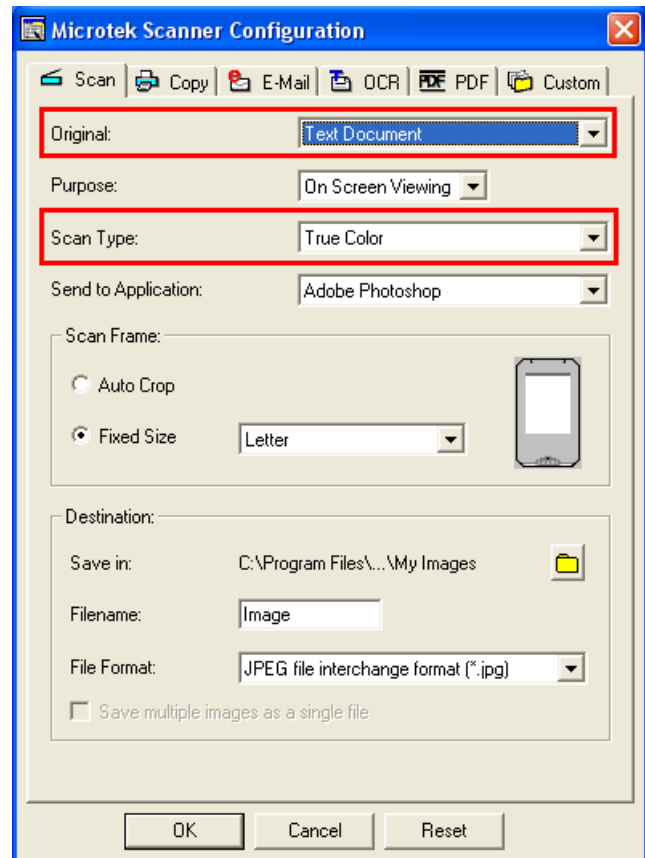 Microtek Scanner Configuration
Scan Copy E-Mail OCR PDF PDF Custom
Original: Text Document
Purpose: On Screen Viewing
Scan Type: True Color
Send to Application: Adobe Photoshop
Scan Frame:
Auto Crop
Fixed Size Letter
Destination:
Save in: C:\Program Files\...\My Images
Filename: Image
File Format: JPEG file interchange format (*.jpg)
Save multiple images as a single file
OK Cancel Reset